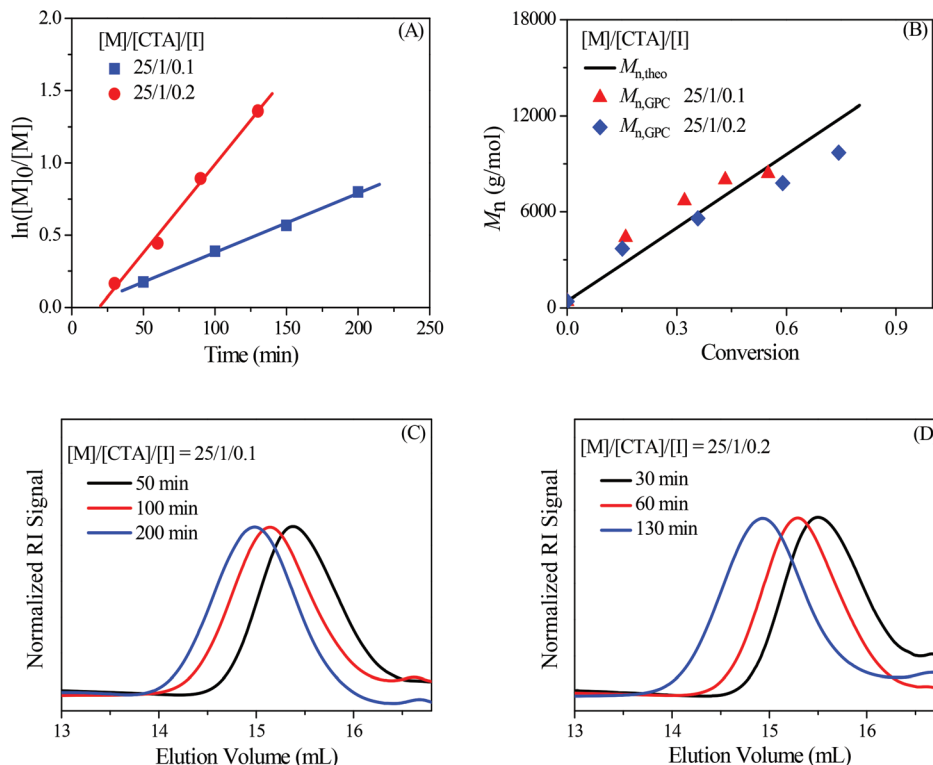 (A)
[M]/[CTA]/[I]
25/1/0.1
25/1/0.2
ln([M]0/[M])
2.0
1.5
1.0
0.5
0.0
0 50 100 150 200 250
Time (min)
(B)
[M]/[CTA]/[I]
Mn,theo
Mn,GPC 25/1/0.1
Mn,GPC 25/1/0.2
Mn (g/mol)
18000
12000
6000
0
0.0 0.3 0.6 0.9
Conversion
(C)
[M]/[CTA]/[I] = 25/1/0.1
50 min
100 min
200 min
Normalized RI Signal
13 14 15 16
Elution Volume (mL)
(D)
[M]/[CTA]/[I] = 25/1/0.2
30 min
60 min
130 min
Normalized RI Signal
13 14 15 16
Elution Volume (mL)